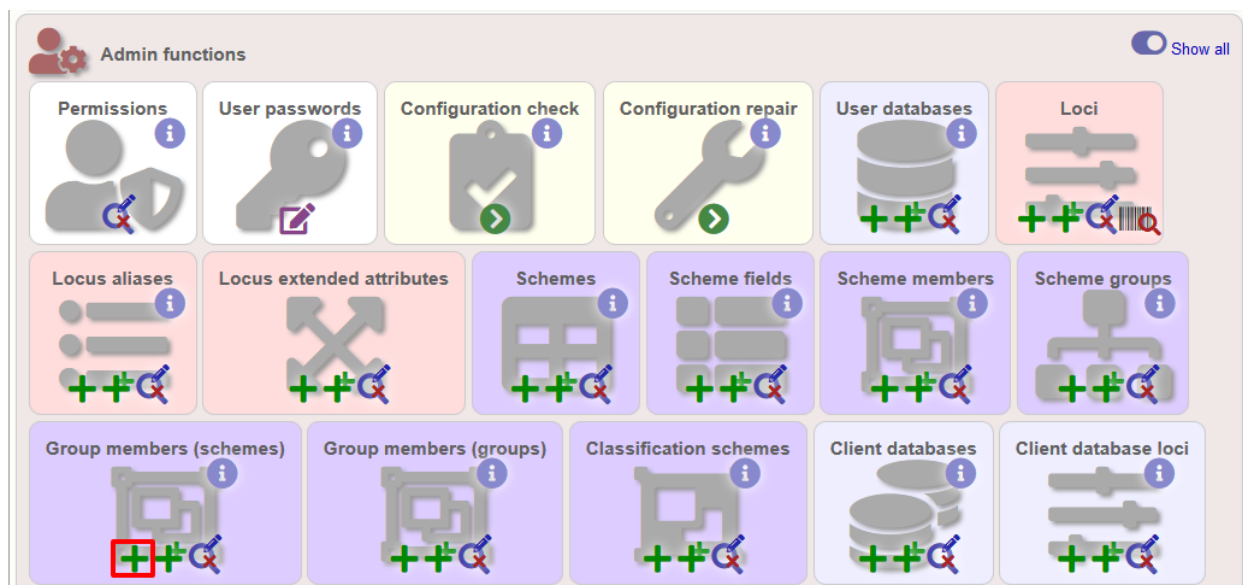 Admin functions
Show all
Permissions
User passwords
Configuration check
Configuration repair
User databases
Loci
Locus aliases
Locus extended attributes
Schemes
Scheme fields
Scheme members
Scheme groups
Group members (schemes)
Group members (groups)
Classification schemes
Client databases
Client database loci